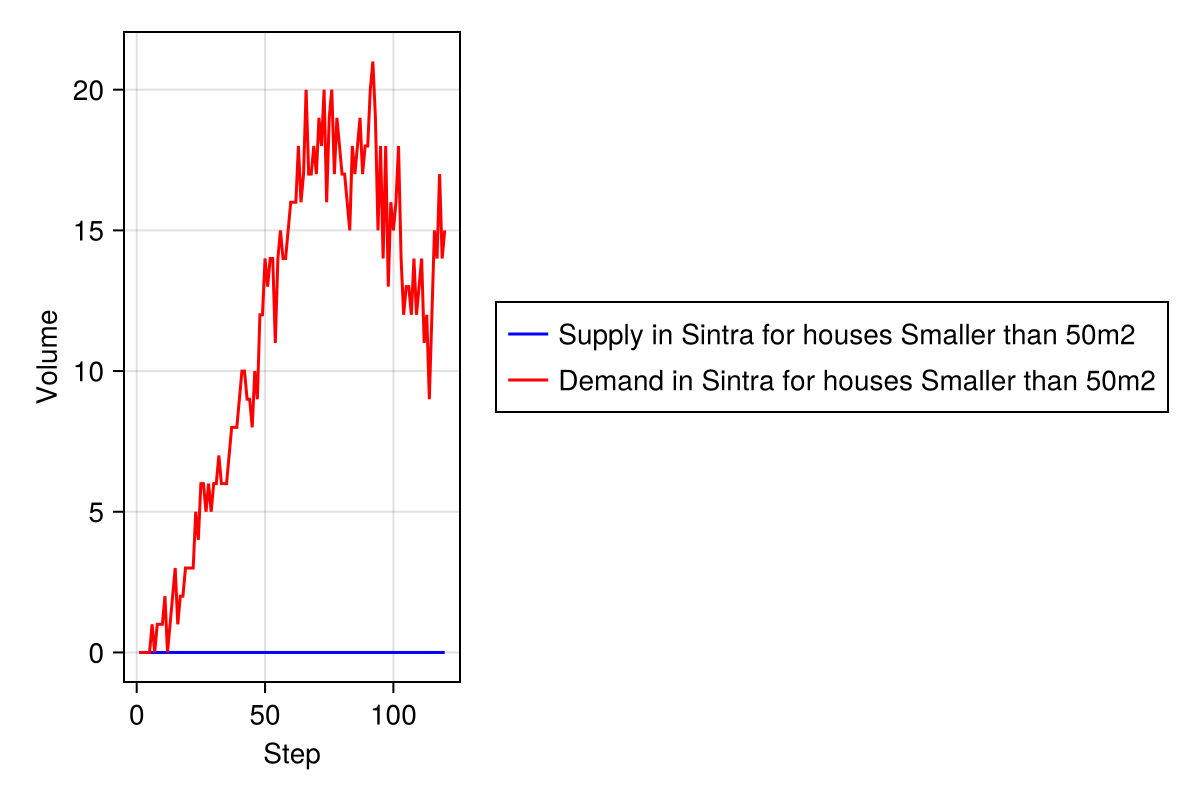 20
15
10
5
0
Volume
0 50 100
Step
Supply in Sintra for houses Smaller than 50m2
Demand in Sintra for houses Smaller than 50m2